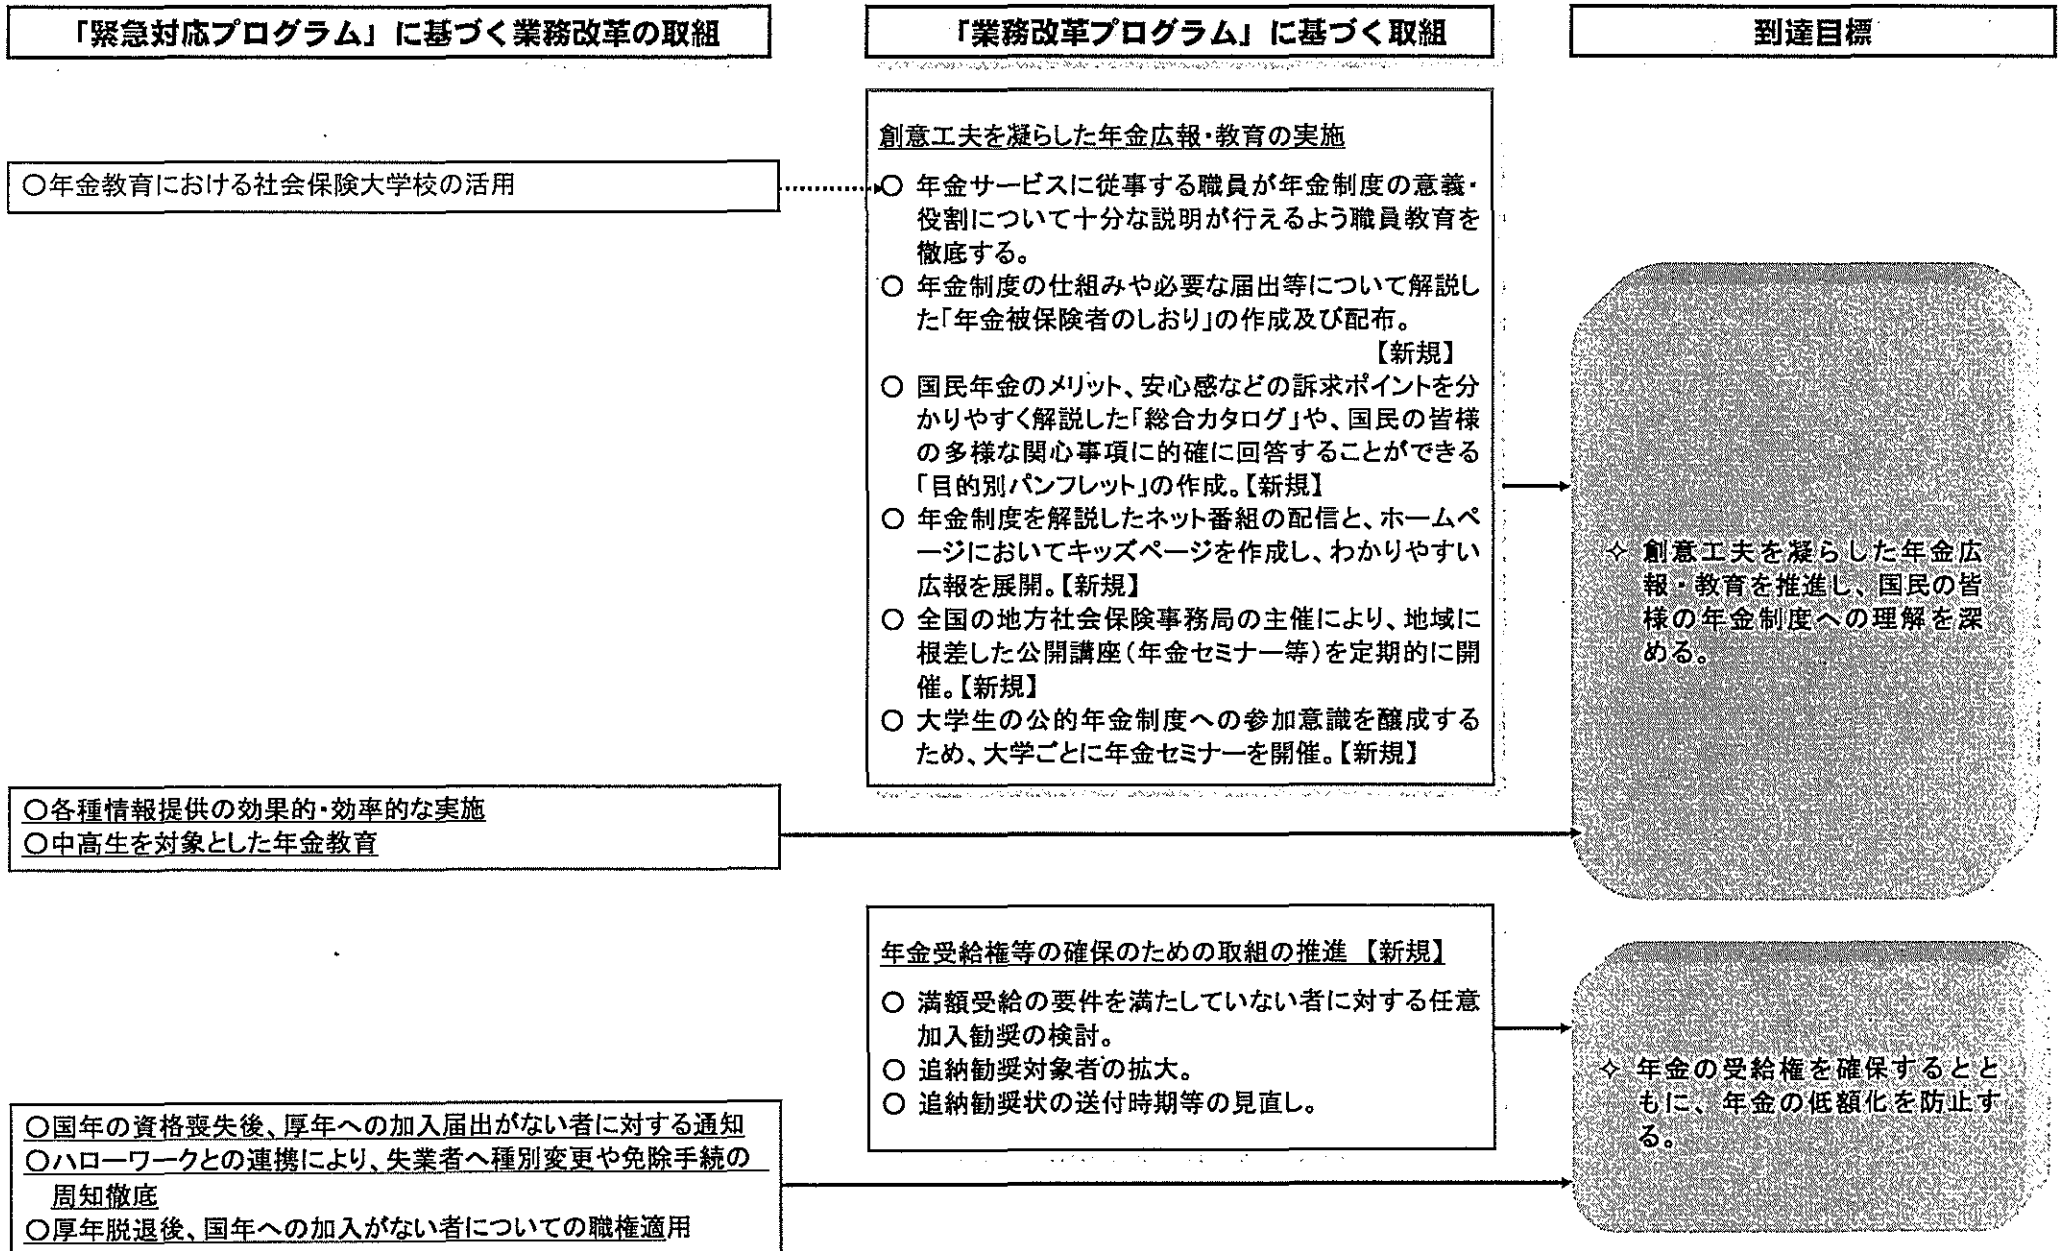 「緊急対応プログラム」に基づく業務改革の取組
「業務改革プログラム」に基づく取組
到達目標
○年金教育における社会保険大学校の活用
創意工夫を凝らした年金広報・教育の実施
○ 年金サービスに従事する職員が年金制度の意義・
役割について十分な説明が行えるよう職員教育を
徹底する。
○ 年金制度の仕組みや必要な届出等について解説し
た「年金被保険者のしおり」の作成及び配布。
【新規】
○ 国民年金のメリット、安心感などの訴求ポイントを分
かりやすく解説した「総合カタログ」や、国民の皆様
の多様な関心事項に的確に回答することができる
「目的別パンフレット」の作成。【新規】
○ 年金制度を解説したネット番組の配信と、ホームペ
ージにおいてキッズページを作成し、わかりやすい
広報を展開。【新規】
○ 全国の地方社会保険事務局の主催により、地域に
根差した公開講座(年金セミナー等)を定期的に開
催。【新規】
○ 大学生の公的年金制度への参加意識を醸成する
ため、大学ごとに年金セミナーを開催。【新規】
✧ 創意工夫を凝らした年金広
報・教育を推進し、国民の皆
様の年金制度への理解を深
める。
○各種情報提供の効果的・効率的な実施
○中高生を対象とした年金教育
年金受給権等の確保のための取組の推進 【新規】
○ 満額受給の要件を満たしていない者に対する任意
加入勧奨の検討。
○ 追納勧奨対象者の拡大。
○ 追納勧奨状の送付時期等の見直し。
✧ 年金の受給権を確保するとと
もに、年金の低額化を防止す
る。
○国年の資格喪失後、厚年への加入届出がない者に対する通知
○ハローワークとの連携により、失業者へ種別変更や免除手続の
周知徹底
○厚年脱退後、国年への加入がない者についての職権適用